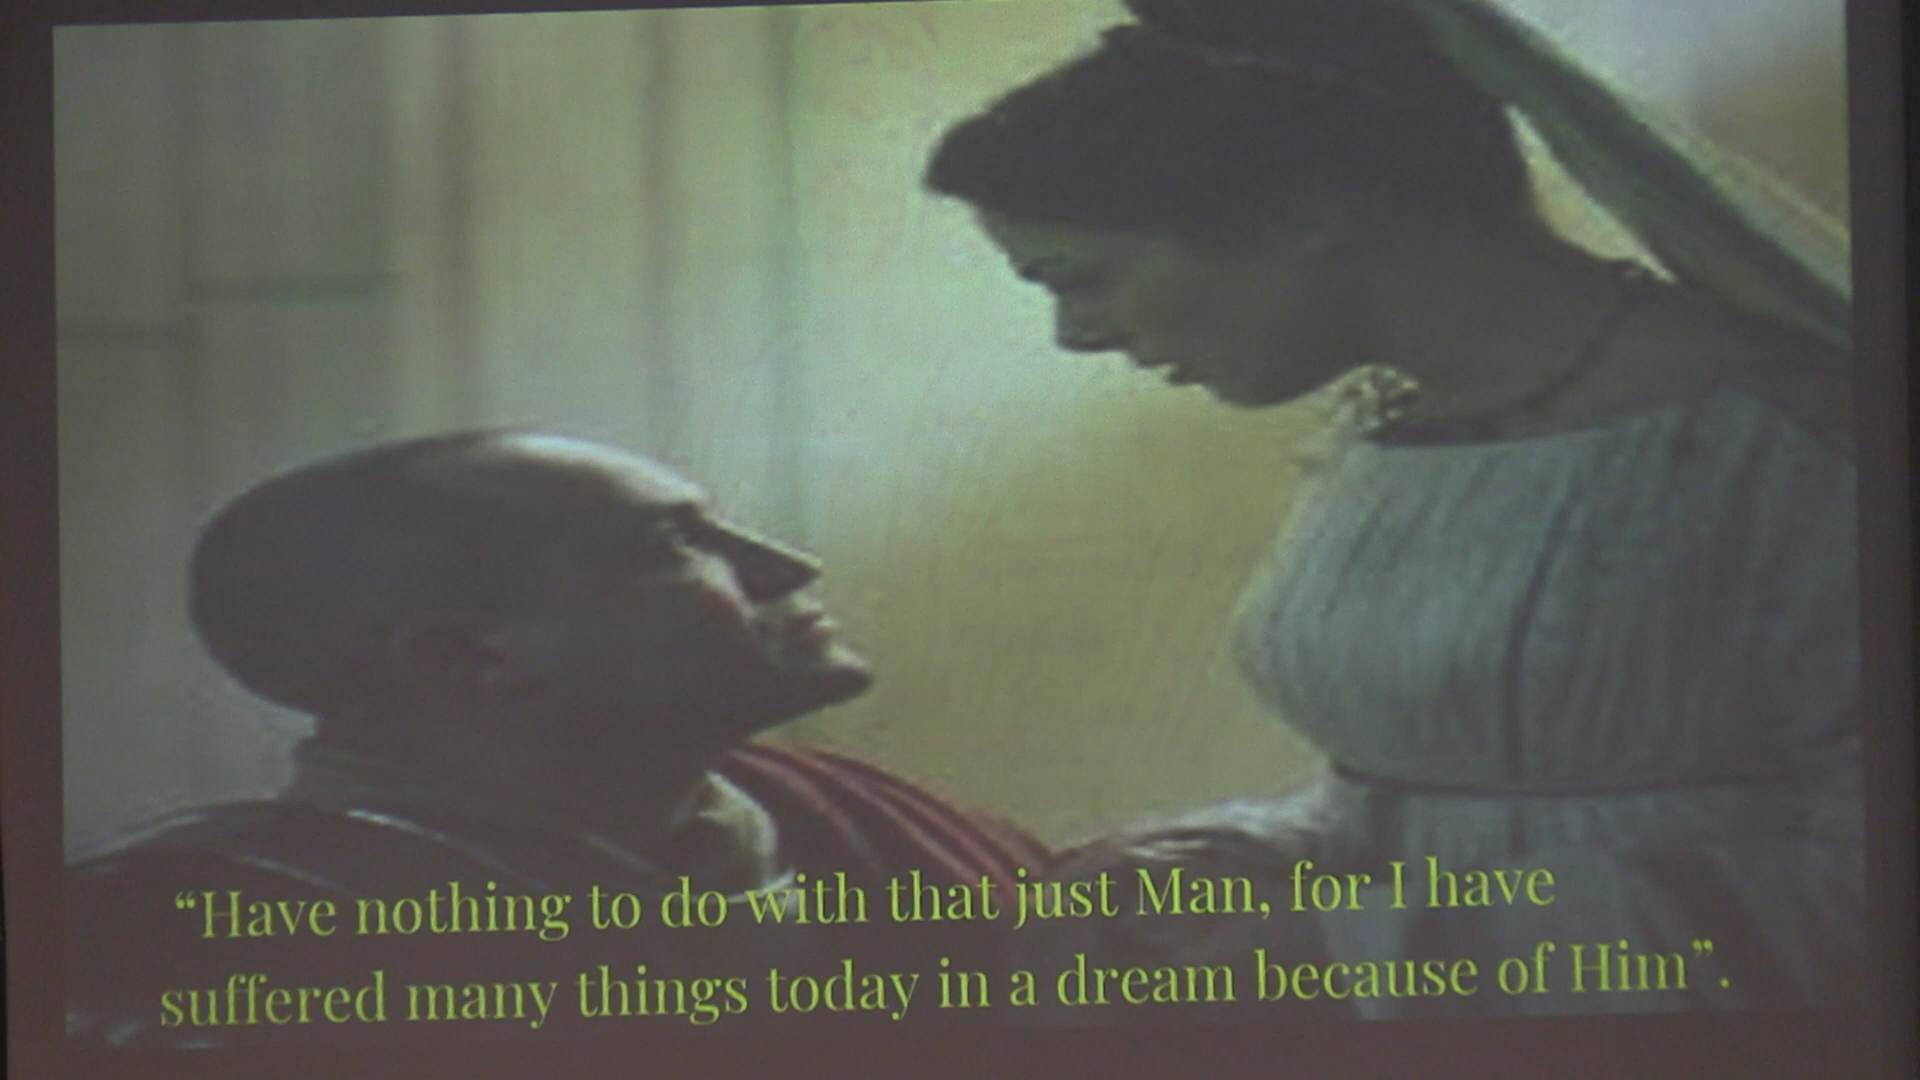 “Have nothing to do with that just Man, for I have
suffered many things today in a dream because of Him”.